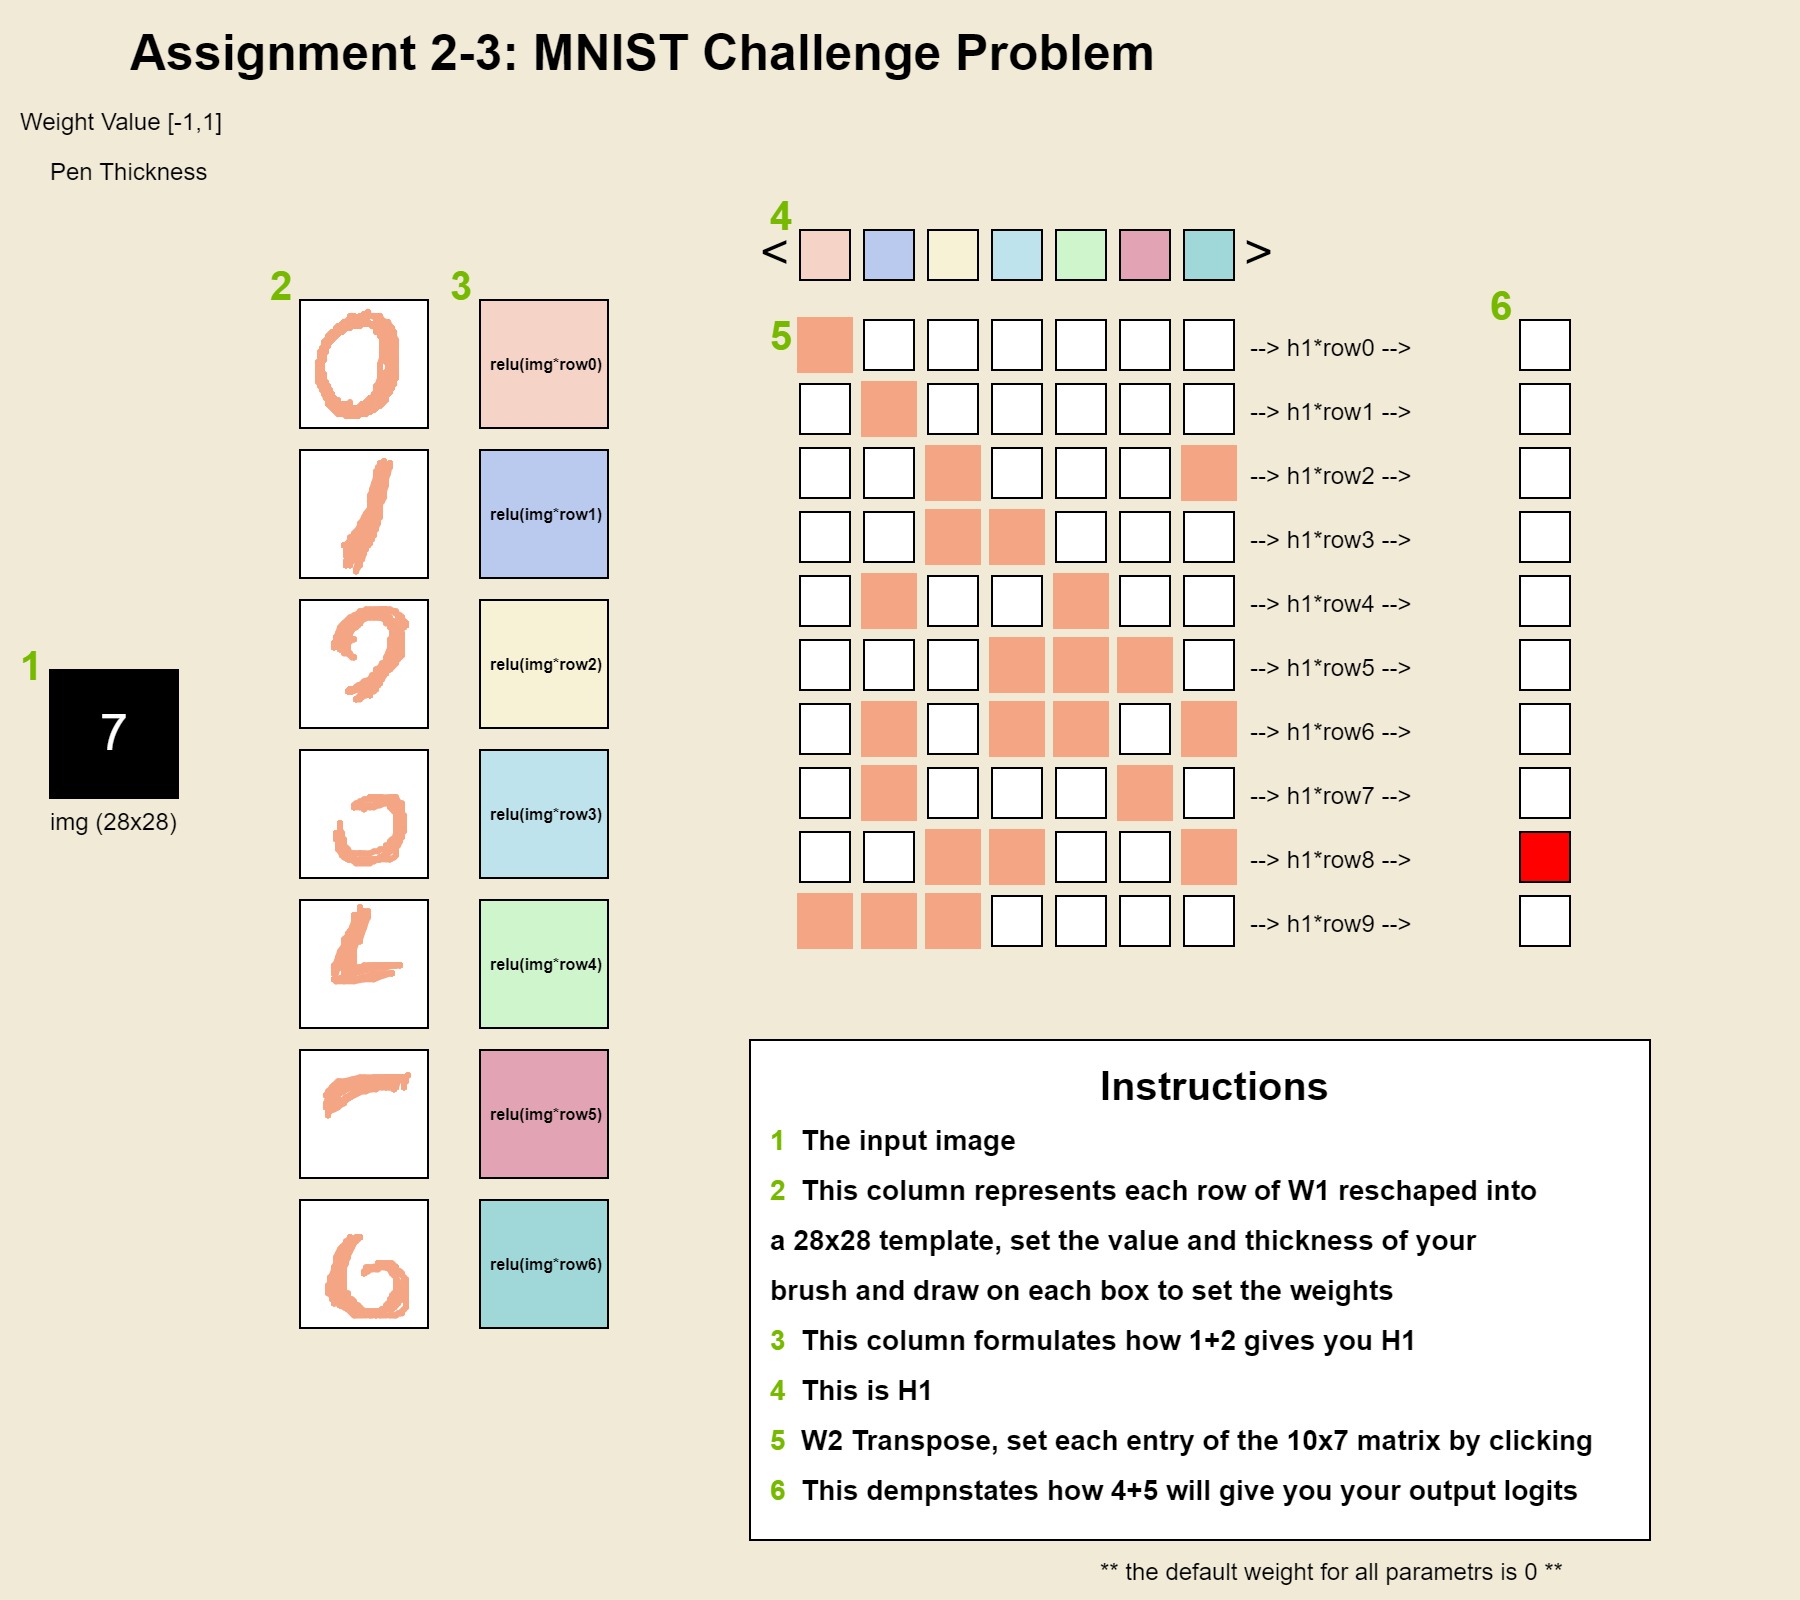 Assignment 2-3: MNIST Challenge Problem
Weight Value [-1,1]
Pen Thickness
1
7
img (28x28)
2
3
relu(img*row0)
relu(img*row1)
relu(img*row2)
relu(img*row3)
relu(img*row4)
relu(img*row5)
relu(img*row6)
4
< >
5
--> h1*row0 -->
--> h1*row1 -->
--> h1*row2 -->
--> h1*row3 -->
--> h1*row4 -->
--> h1*row5 -->
--> h1*row6 -->
--> h1*row7 -->
--> h1*row8 -->
--> h1*row9 -->
6
Instructions
1 The input image
2 This column represents each row of W1 reschaped into
a 28x28 template, set the value and thickness of your
brush and draw on each box to set the weights
3 This column formulates how 1+2 gives you H1
4 This is H1
5 W2 Transpose, set each entry of the 10x7 matrix by clicking
6 This dempnstates how 4+5 will give you your output logits
** the default weight for all parametrs is 0 **